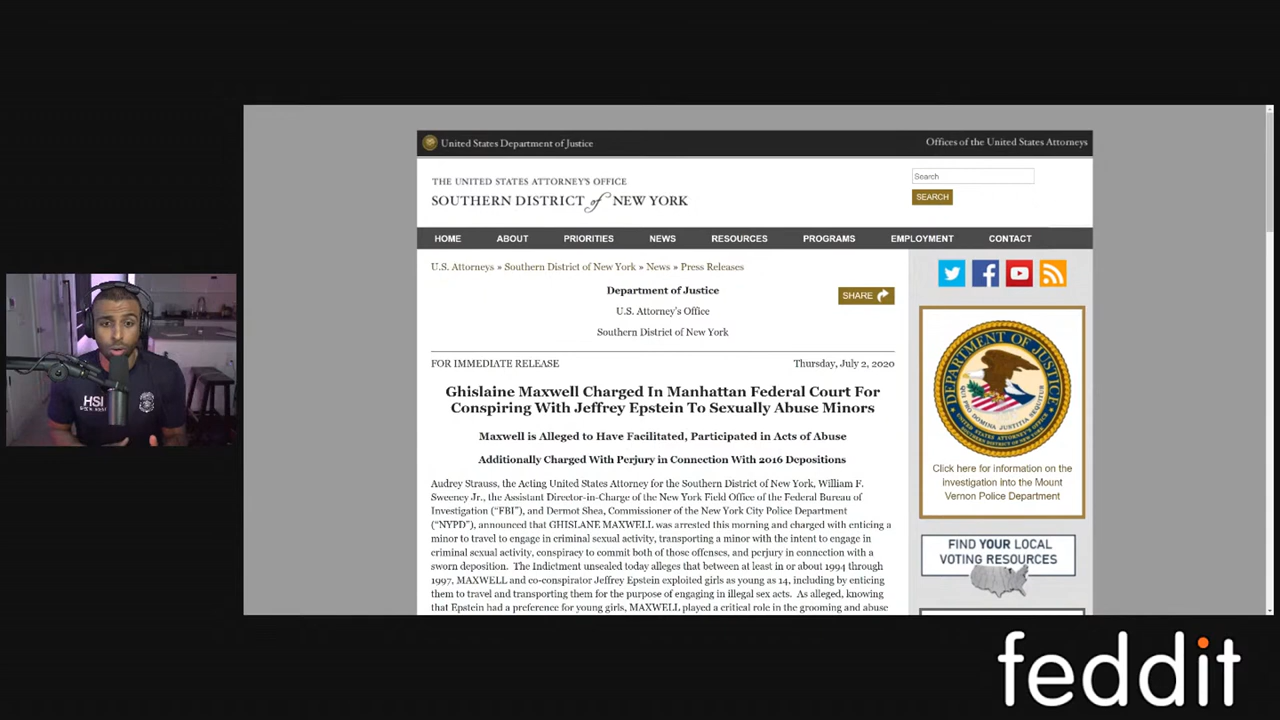 United States Department of Justice
Offices of the United States Attorneys
THE UNITED STATES ATTORNEY'S OFFICE
SOUTHERN DISTRICT of NEW YORK
Search
SEARCH
HOME ABOUT PRIORITIES NEWS RESOURCES PROGRAMS EMPLOYMENT CONTACT
U.S. Attorneys » Southern District of New York » News » Press Releases
Department of Justice
SHARE
U.S. Attorney's Office
Southern District of New York
FOR IMMEDIATE RELEASE
Thursday, July 2, 2020
Ghislaine Maxwell Charged In Manhattan Federal Court For
Conspiring With Jeffrey Epstein To Sexually Abuse Minors
Maxwell is Alleged to Have Facilitated, Participated in Acts of Abuse
Additionally Charged With Perjury in Connection With 2016 Depositions
Audrey Strauss, the Acting United States Attorney for the Southern District of New York, William F.
Sweeney Jr., the Assistant Director-in-Charge of the New York Field Office of the Federal Bureau of
Investigation (“FBI”), and Dermot Shea, Commissioner of the New York City Police Department
(“NYPD”), announced that GHISLANE MAXWELL was arrested this morning and charged with enticing a
minor to travel to engage in criminal sexual activity, transporting a minor with the intent to engage in
criminal sexual activity, conspiracy to commit both of those offenses, and perjury in connection with a
sworn deposition.  The Indictment unsealed today alleges that between at least in or about 1994 through
1997, MAXWELL and co-conspirator Jeffrey Epstein exploited girls as young as 14, including by enticing
them to travel and transporting them for the purpose of engaging in illegal sex acts.  As alleged, knowing
that Epstein had a preference for young girls, MAXWELL played a critical role in the grooming and abuse
DEPARTMENT OF JUSTICE
QUI PRO DOMINA JUSTITIA SEQUITUR
Click here for information on the
investigation into the Mount
Vernon Police Department
FIND YOUR LOCAL
VOTING RESOURCES
HSI
feddit